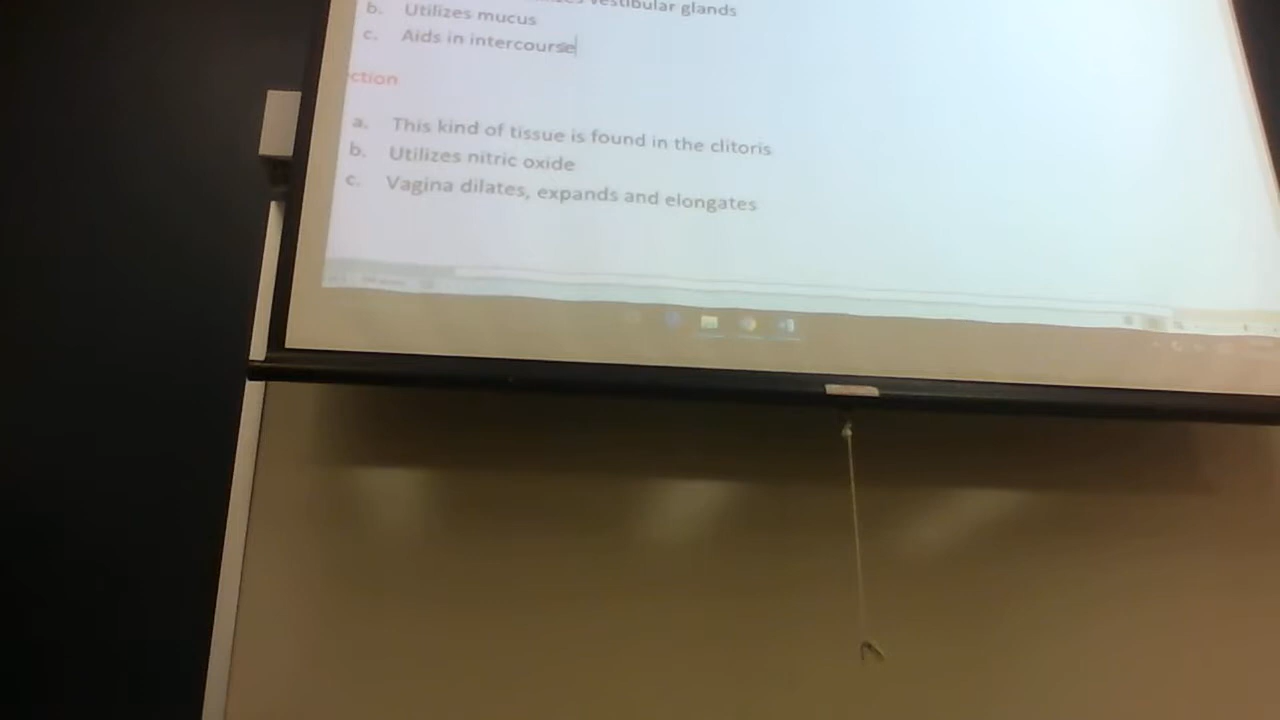 vestibular glands
b. Utilizes mucus
c. Aids in intercourse
ction
a. This kind of tissue is found in the clitoris
b. Utilizes nitric oxide
c. Vagina dilates, expands and elongates